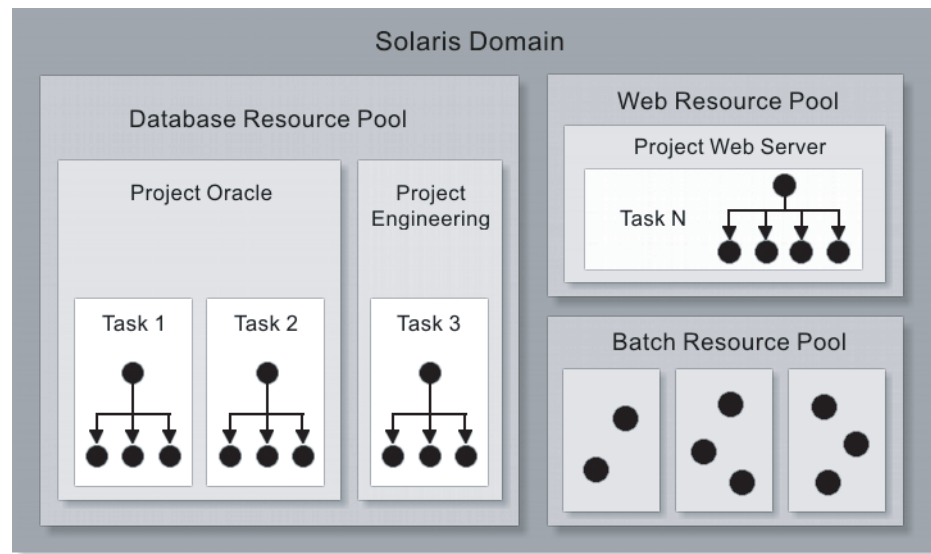 Solaris Domain
Database Resource Pool
Project Oracle
Task 1
Task 2
Project
Engineering
Task 3
Web Resource Pool
Project Web Server
Task N
Batch Resource Pool